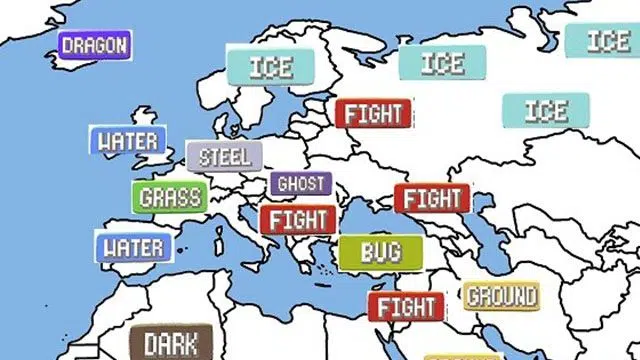 DRAGON
ICE
ICE
ICE
ICE
FIGHT
WATER
STEEL
GHOST
GRASS
FIGHT
FIGHT
WATER
BUG
GROUND
FIGHT
DARK